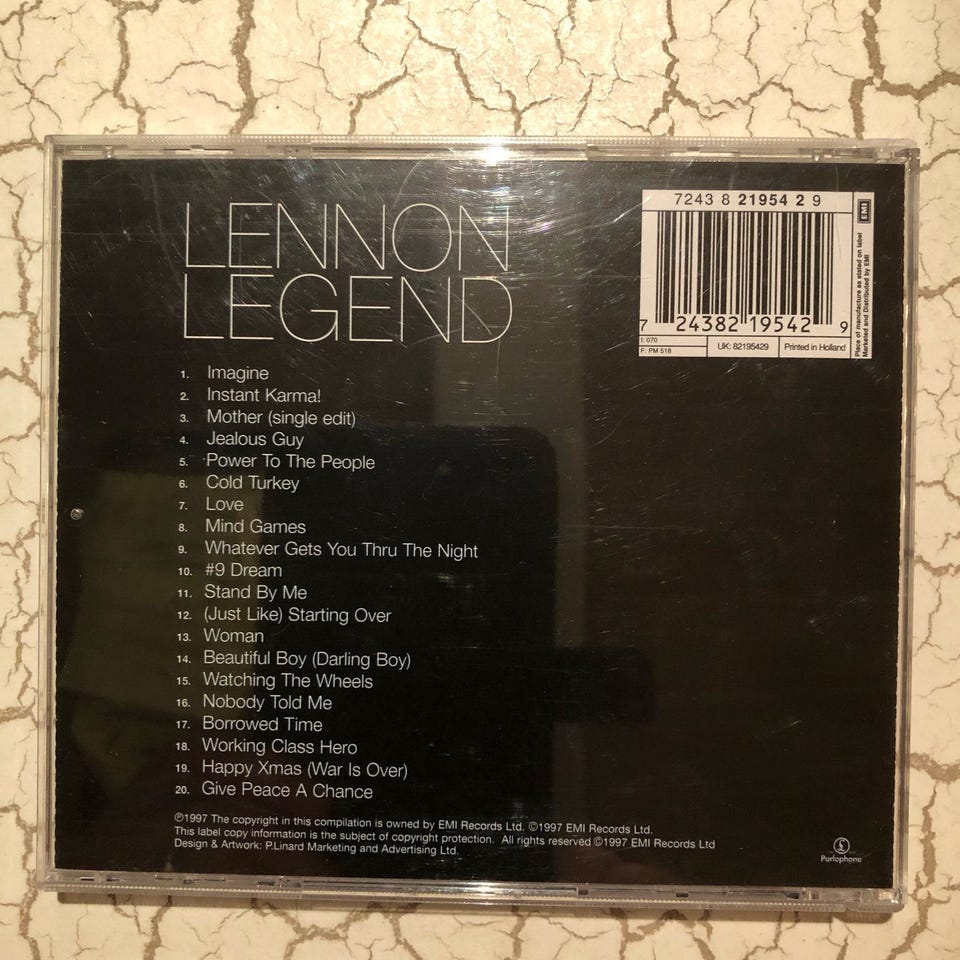 LENNON
LEGEND
7243 8 21954 2 9
7 24382 19542 9
I: 070
F: PM 518
UK: 82195429
Printed in Holland
Place of manufacture as stated on label
Marketed and Distributed by EMI
EMI
1. Imagine
2. Instant Karma!
3. Mother (single edit)
4. Jealous Guy
5. Power To The People
6. Cold Turkey
7. Love
8. Mind Games
9. Whatever Gets You Thru The Night
10. #9 Dream
11. Stand By Me
12. (Just Like) Starting Over
13. Woman
14. Beautiful Boy (Darling Boy)
15. Watching The Wheels
16. Nobody Told Me
17. Borrowed Time
18. Working Class Hero
19. Happy Xmas (War Is Over)
20. Give Peace A Chance
℗1997 The copyright in this compilation is owned by EMI Records Ltd. ©1997 EMI Records Ltd.
This label copy information is the subject of copyright protection. All rights reserved ©1997 EMI Records Ltd
Design & Artwork: P.Linard Marketing and Advertising Ltd.
Parlophone